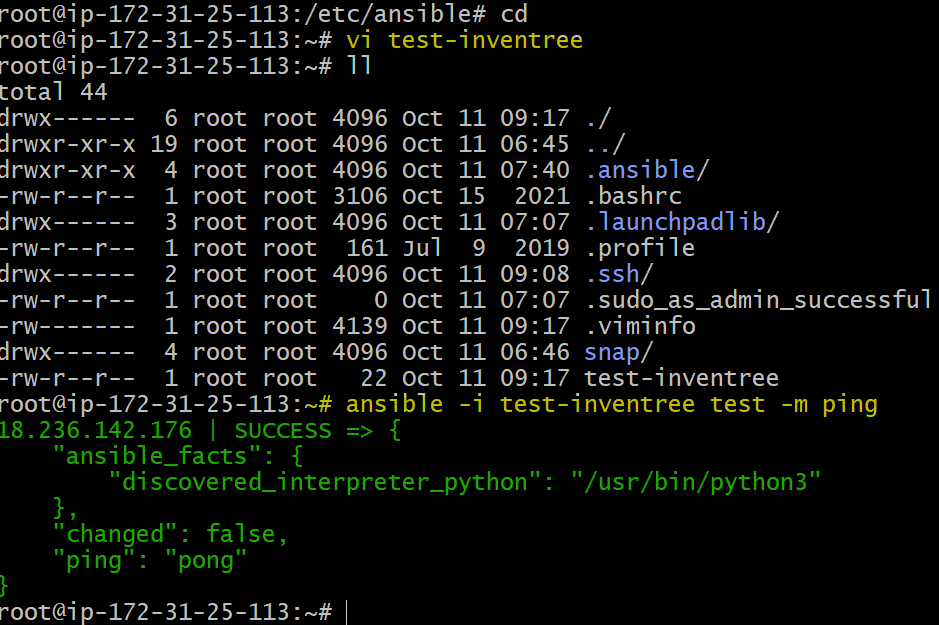 root@ip-172-31-25-113:/etc/ansible# cd
root@ip-172-31-25-113:~# vi test-inventree
root@ip-172-31-25-113:~# ll
total 44
drwx------  6 root root 4096 Oct 11 09:17 ./
drwxr-xr-x 19 root root 4096 Oct 11 06:45 ../
drwxr-xr-x  4 root root 4096 Oct 11 07:40 .ansible/
-rw-r--r--  1 root root 3106 Oct 15  2021 .bashrc
drwx------  3 root root 4096 Oct 11 07:07 .launchpadlib/
-rw-r--r--  1 root root  161 Jul  9  2019 .profile
drwx------  2 root root 4096 Oct 11 09:08 .ssh/
-rw-r--r--  1 root root    0 Oct 11 07:07 .sudo_as_admin_successful
-rw-------  1 root root 4139 Oct 11 09:17 .viminfo
drwx------  4 root root 4096 Oct 11 06:46 snap/
-rw-r--r--  1 root root   22 Oct 11 09:17 test-inventree
root@ip-172-31-25-113:~# ansible -i test-inventree test -m ping
18.236.142.176 | SUCCESS => {
    "ansible_facts": {
        "discovered_interpreter_python": "/usr/bin/python3"
    },
    "changed": false,
    "ping": "pong"
}
root@ip-172-31-25-113:~#